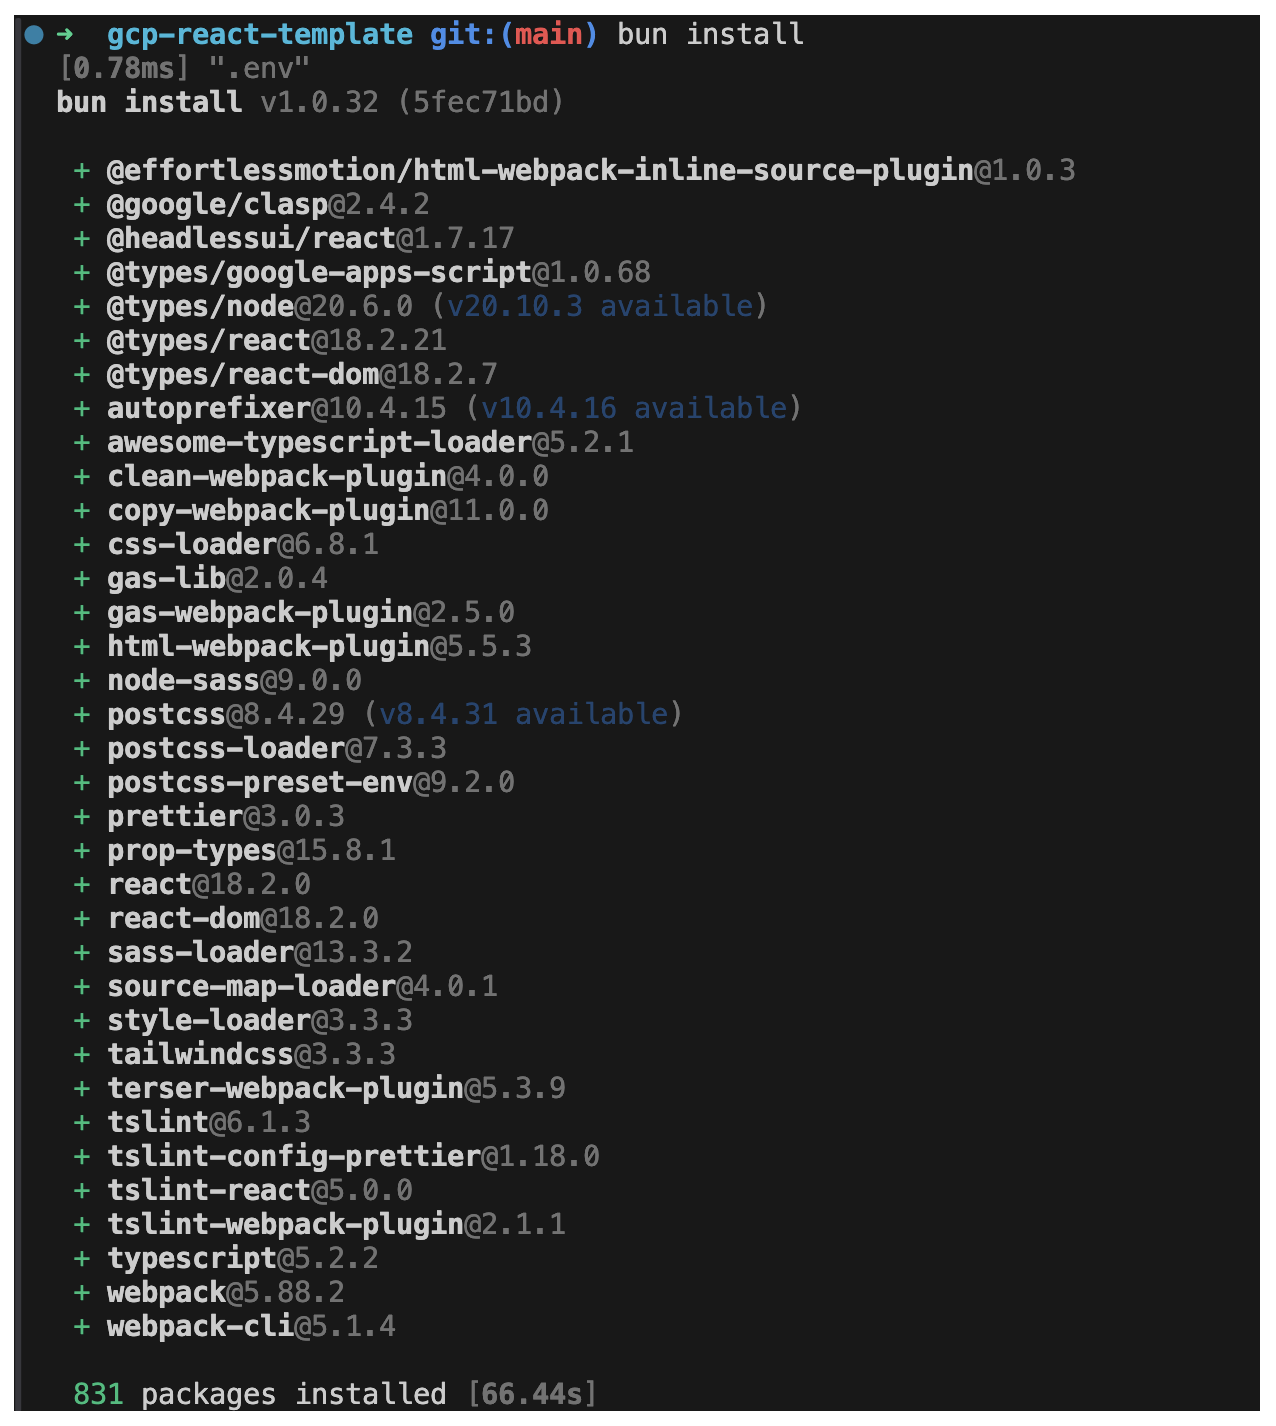 ➜  gcp-react-template git:(main) bun install
[0.78ms] ".env"
bun install v1.0.32 (5fec71bd)
+ @effortlessmotion/html-webpack-inline-source-plugin@1.0.3
+ @google/clasp@2.4.2
+ @headlessui/react@1.7.17
+ @types/google-apps-script@1.0.68
+ @types/node@20.6.0 (v20.10.3 available)
+ @types/react@18.2.21
+ @types/react-dom@18.2.7
+ autoprefixer@10.4.15 (v10.4.16 available)
+ awesome-typescript-loader@5.2.1
+ clean-webpack-plugin@4.0.0
+ copy-webpack-plugin@11.0.0
+ css-loader@6.8.1
+ gas-lib@2.0.4
+ gas-webpack-plugin@2.5.0
+ html-webpack-plugin@5.5.3
+ node-sass@9.0.0
+ postcss@8.4.29 (v8.4.31 available)
+ postcss-loader@7.3.3
+ postcss-preset-env@9.2.0
+ prettier@3.0.3
+ prop-types@15.8.1
+ react@18.2.0
+ react-dom@18.2.0
+ sass-loader@13.3.2
+ source-map-loader@4.0.1
+ style-loader@3.3.3
+ tailwindcss@3.3.3
+ terser-webpack-plugin@5.3.9
+ tslint@6.1.3
+ tslint-config-prettier@1.18.0
+ tslint-react@5.0.0
+ tslint-webpack-plugin@2.1.1
+ typescript@5.2.2
+ webpack@5.88.2
+ webpack-cli@5.1.4
831 packages installed [66.44s]